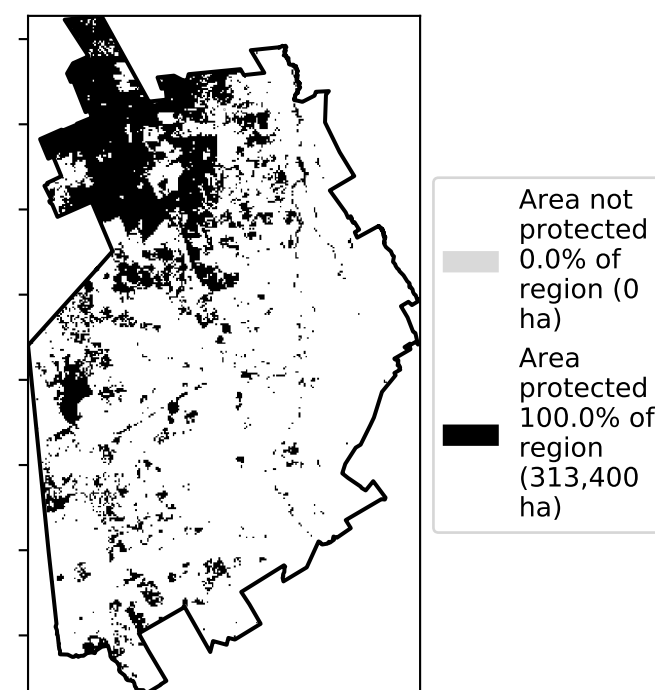 Area not
protected
0.0% of
region (0
ha)
Area
protected
100.0% of
region
(313,400
ha)